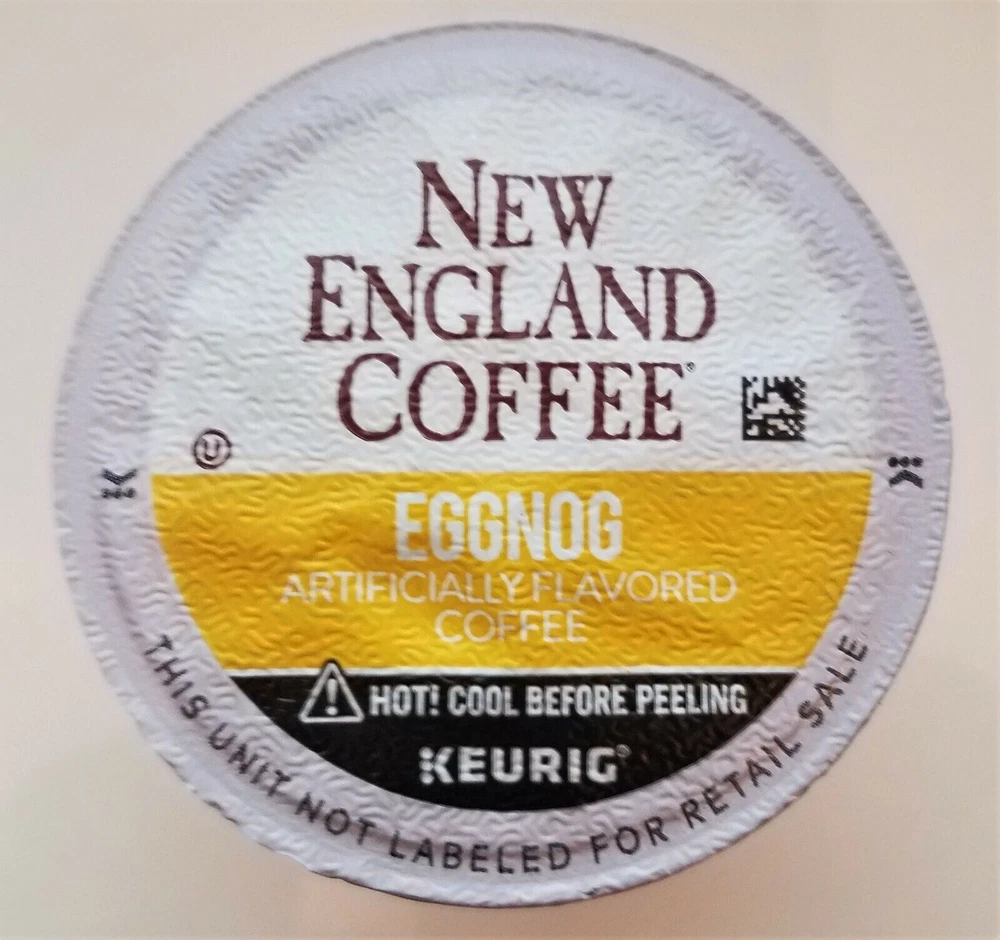 NEW
ENGLAND
COFFEE®
U
EGGNOG
ARTIFICIALLY FLAVORED
COFFEE
HOT! COOL BEFORE PEELING
KEURIG®
THIS UNIT NOT LABELED FOR RETAIL SALE